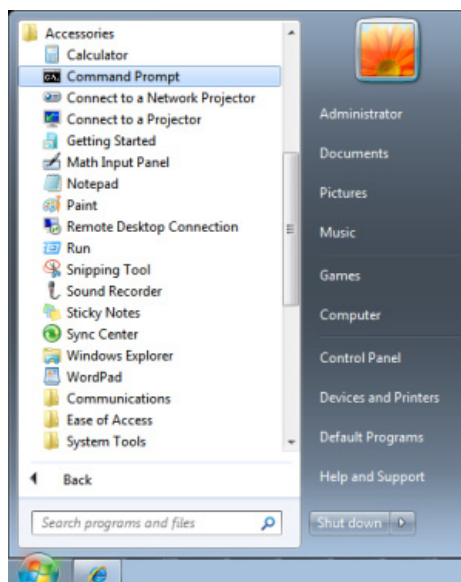 Accessories
Calculator
Command Prompt
Connect to a Network Projector
Connect to a Projector
Getting Started
Math Input Panel
Notepad
Paint
Remote Desktop Connection
Run
Snipping Tool
Sound Recorder
Sticky Notes
Sync Center
Windows Explorer
WordPad
Communications
Ease of Access
System Tools
Back
Search programs and files
Administrator
Documents
Pictures
Music
Games
Computer
Control Panel
Devices and Printers
Default Programs
Help and Support
Shut down